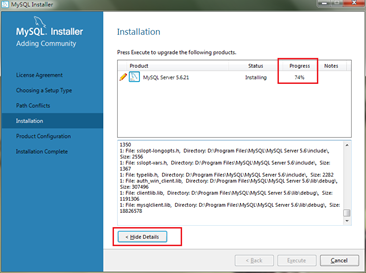 MySQL Installer
MySQL. Installer
Adding Community
License Agreement
Choosing a Setup Type
Path Conflicts
Installation
Product Configuration
Installation Complete
Installation
Press Execute to upgrade the following products.
Product Status Progress Notes
MySQL Server 5.6.21 Installing 74%
1350
1: File: sslopt-longopts.h, Directory: D:\Program Files\MySQL\MySQL Server 5.6\include\,
Size: 2556
1: File: sslopt-vars.h, Directory: D:\Program Files\MySQL\MySQL Server 5.6\include\, Size:
1367
1: File: typelib.h, Directory: D:\Program Files\MySQL\MySQL Server 5.6\include\, Size: 2282
1: File: auth_win_client.lib, Directory: D:\Program Files\MySQL\MySQL Server 5.6\lib\debug\,
Size: 307496
1: File: clientlib.lib, Directory: D:\Program Files\MySQL\MySQL Server 5.6\lib\debug\, Size:
1191306
1: File: mysqlclient.lib, Directory: D:\Program Files\MySQL\MySQL Server 5.6\lib\debug\, Size:
18826578
< Hide Details
< Back Execute Cancel